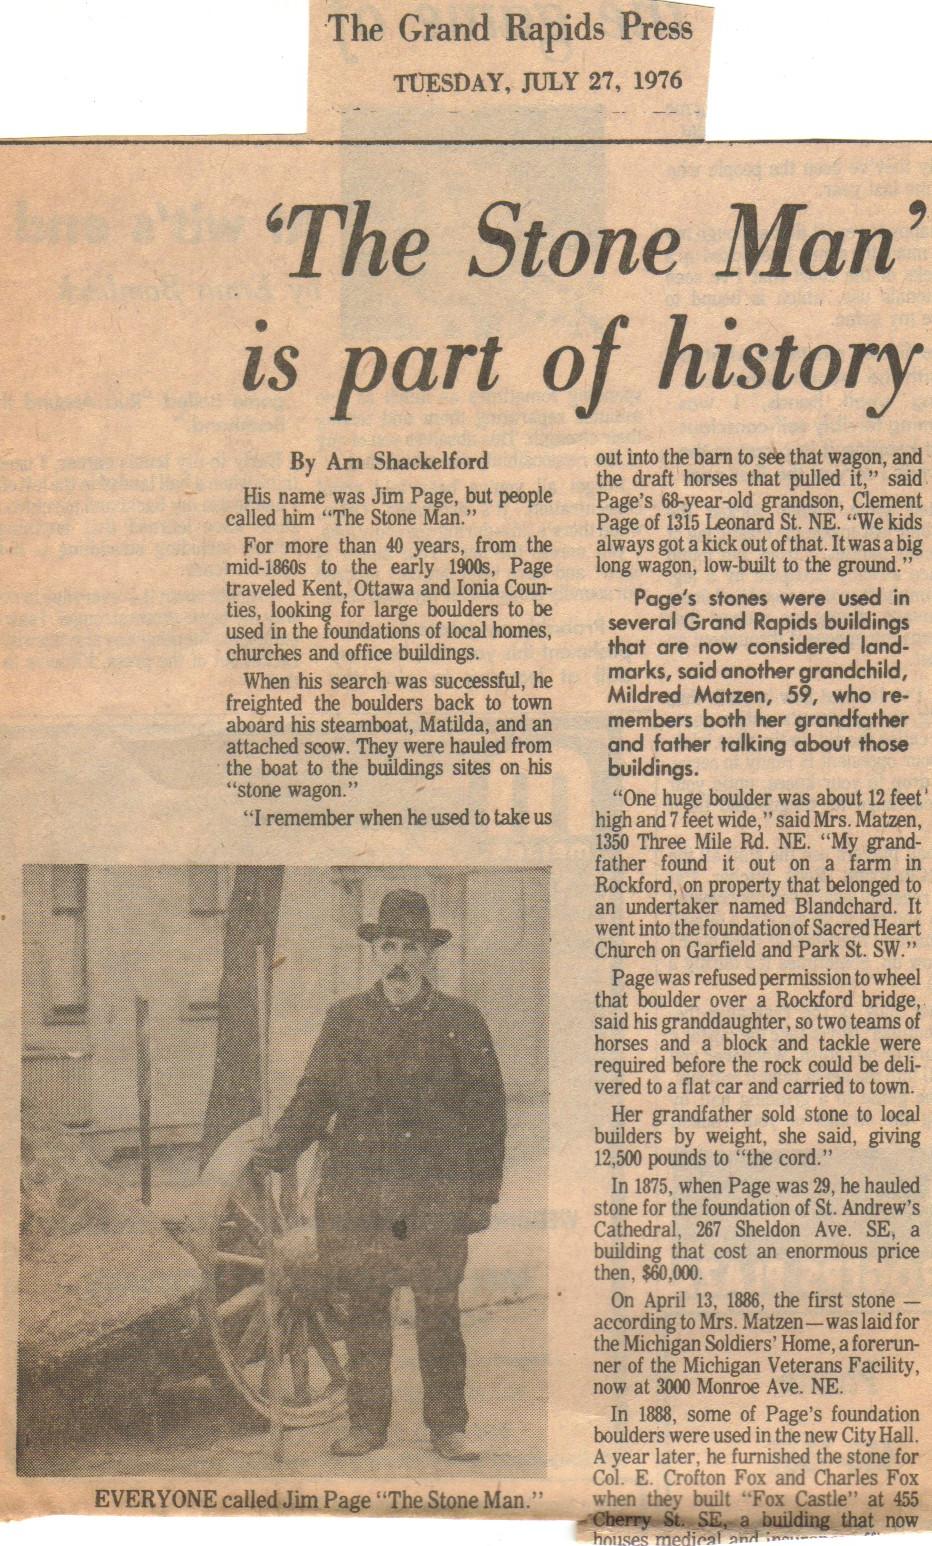 The Grand Rapids Press
TUESDAY, JULY 27, 1976
‘The Stone Man’
is part of history
By Arn Shackelford
His name was Jim Page, but people
called him “The Stone Man.”
For more than 40 years, from the
mid-1860s to the early 1900s, Page
traveled Kent, Ottawa and Ionia Coun-
ties, looking for large boulders to be
used in the foundations of local homes,
churches and office buildings.
When his search was successful, he
freighted the boulders back to town
aboard his steamboat, Matilda, and an
attached scow. They were hauled from
the boat to the buildings sites on his
“stone wagon.”
“I remember when he used to take us
EVERYONE called Jim Page “The Stone Man.”
out into the barn to see that wagon, and
the draft horses that pulled it,” said
Page’s 68-year-old grandson, Clement
Page of 1315 Leonard St. NE. “We kids
always got a kick out of that. It was a big
long wagon, low-built to the ground.”
Page’s stones were used in
several Grand Rapids buildings
that are now considered land-
marks, said another grandchild,
Mildred Matzen, 59, who re-
members both her grandfather
and father talking about those
buildings.
“One huge boulder was about 12 feet
high and 7 feet wide,” said Mrs. Matzen,
1350 Three Mile Rd. NE. “My grand-
father found it out on a farm in
Rockford, on property that belonged to
an undertaker named Blandchard. It
went into the foundation of Sacred Heart
Church on Garfield and Park St. SW.”
Page was refused permission to wheel
that boulder over a Rockford bridge,
said his granddaughter, so two teams of
horses and a block and tackle were
required before the rock could be deli-
vered to a flat car and carried to town.
Her grandfather sold stone to local
builders by weight, she said, giving
12,500 pounds to “the cord.”
In 1875, when Page was 29, he hauled
stone for the foundation of St. Andrew’s
Cathedral, 267 Sheldon Ave. SE, a
building that cost an enormous price
then, $60,000.
On April 13, 1886, the first stone —
according to Mrs. Matzen — was laid for
the Michigan Soldiers’ Home, a forerun-
ner of the Michigan Veterans Facility,
now at 3000 Monroe Ave. NE.
In 1888, some of Page’s foundation
boulders were used in the new City Hall.
A year later, he furnished the stone for
Col. E. Crofton Fox and Charles Fox
when they built “Fox Castle” at 455
Cherry St. SE, a building that now
houses medical and